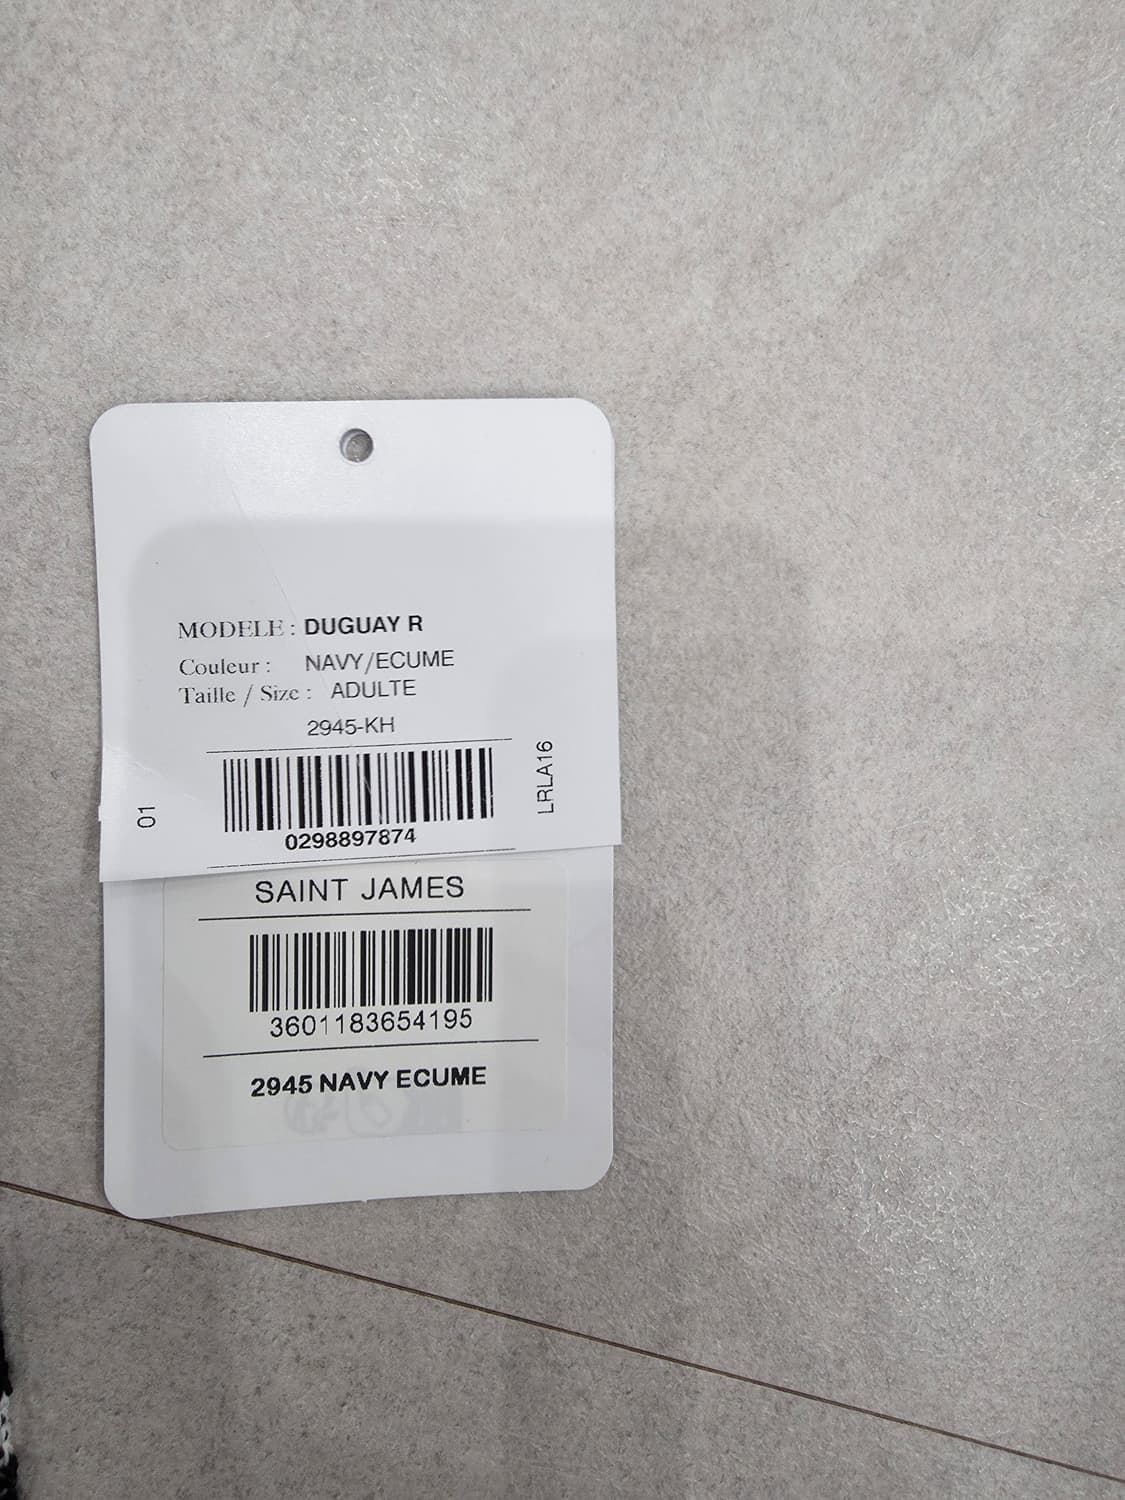 MODELE : DUGUAY R
Couleur : NAVY/ECUME
Taille / Size : ADULTE
2945-KH
01
LRLA16
0298897874
SAINT JAMES
3601183654195
2945 NAVY ECUME